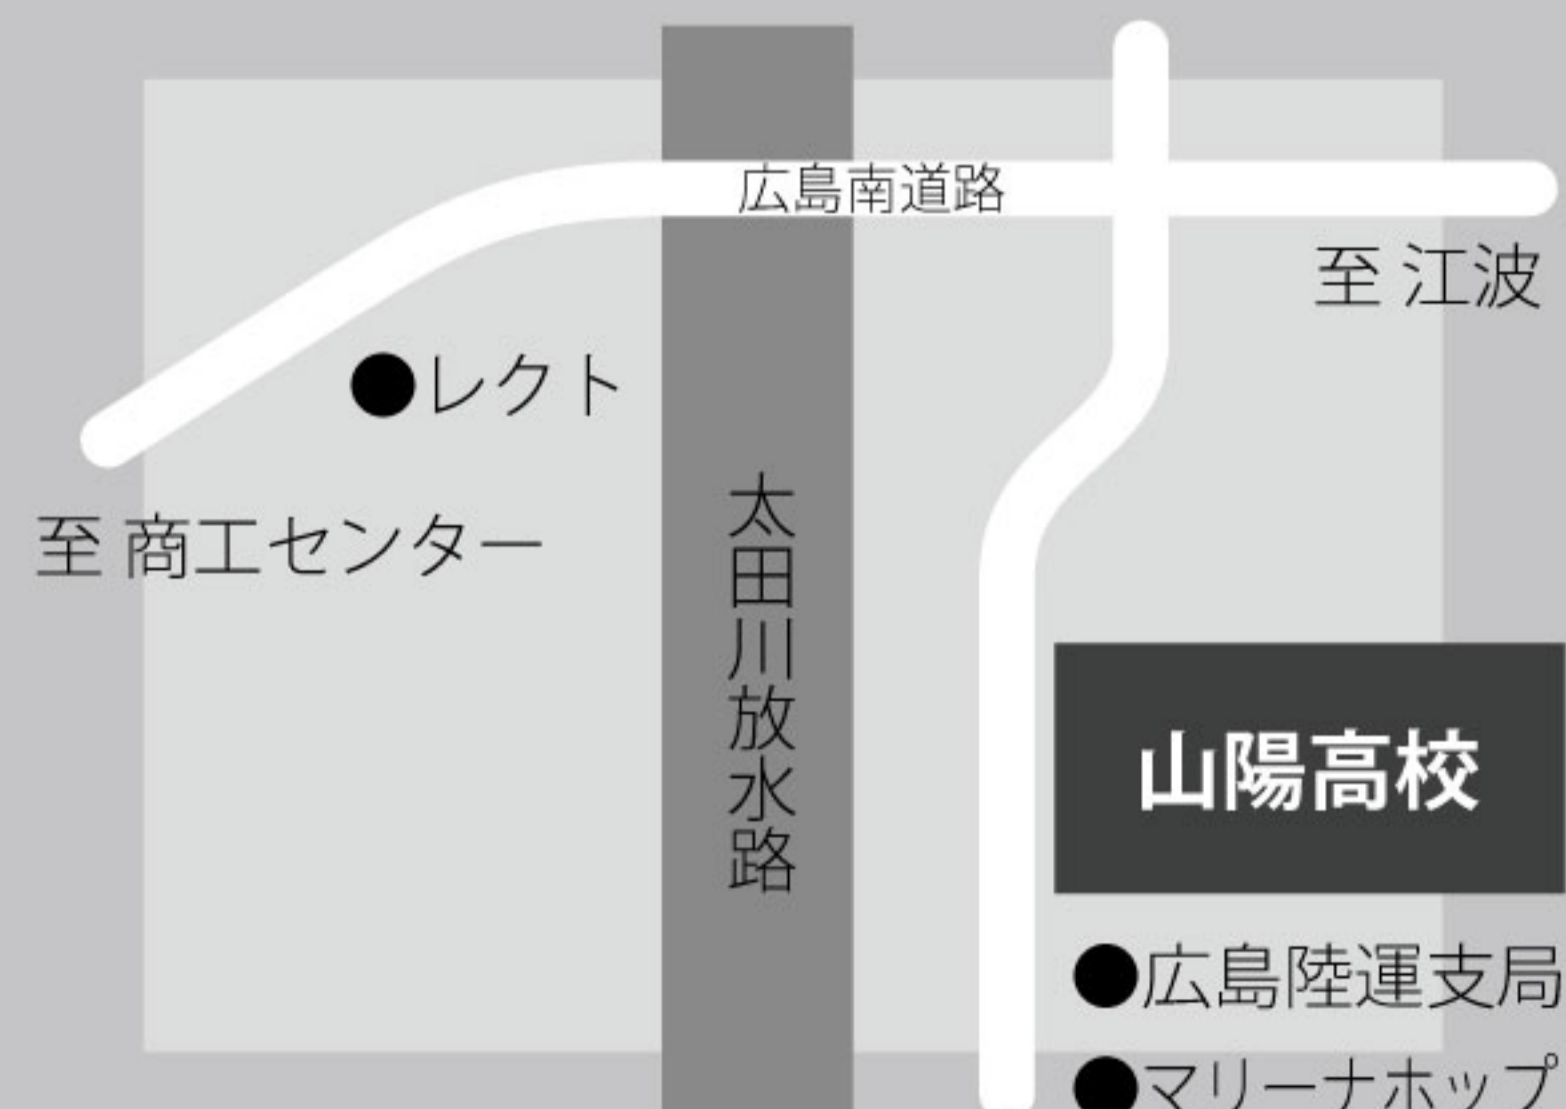 広島南道路
至 江波
●レクト
至 商工センター
太田川放水路
山陽高校
●広島陸運支局
●マリーナホップ